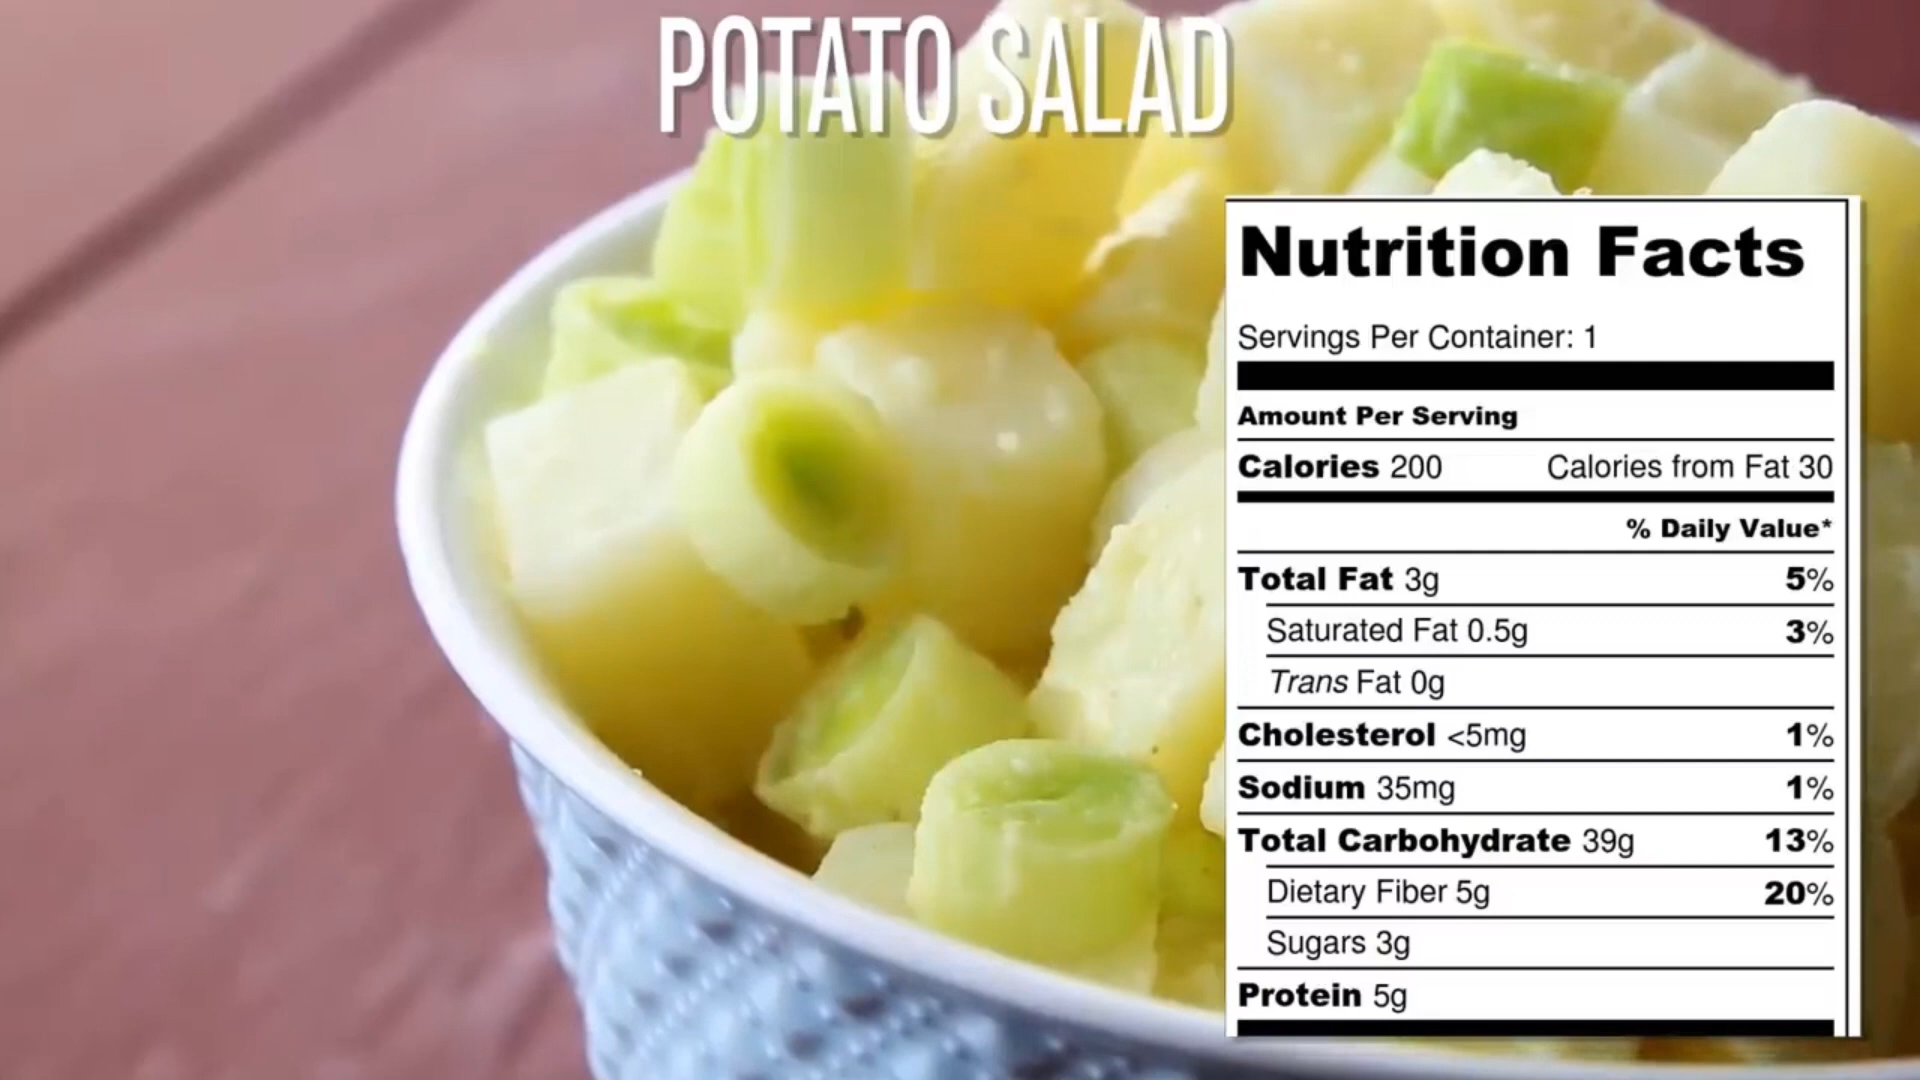 POTATO SALAD
Nutrition Facts
Servings Per Container: 1
Amount Per Serving
Calories 200 Calories from Fat 30
% Daily Value*
Total Fat 3g 5%
Saturated Fat 0.5g 3%
Trans Fat 0g
Cholesterol <5mg 1%
Sodium 35mg 1%
Total Carbohydrate 39g 13%
Dietary Fiber 5g 20%
Sugars 3g
Protein 5g